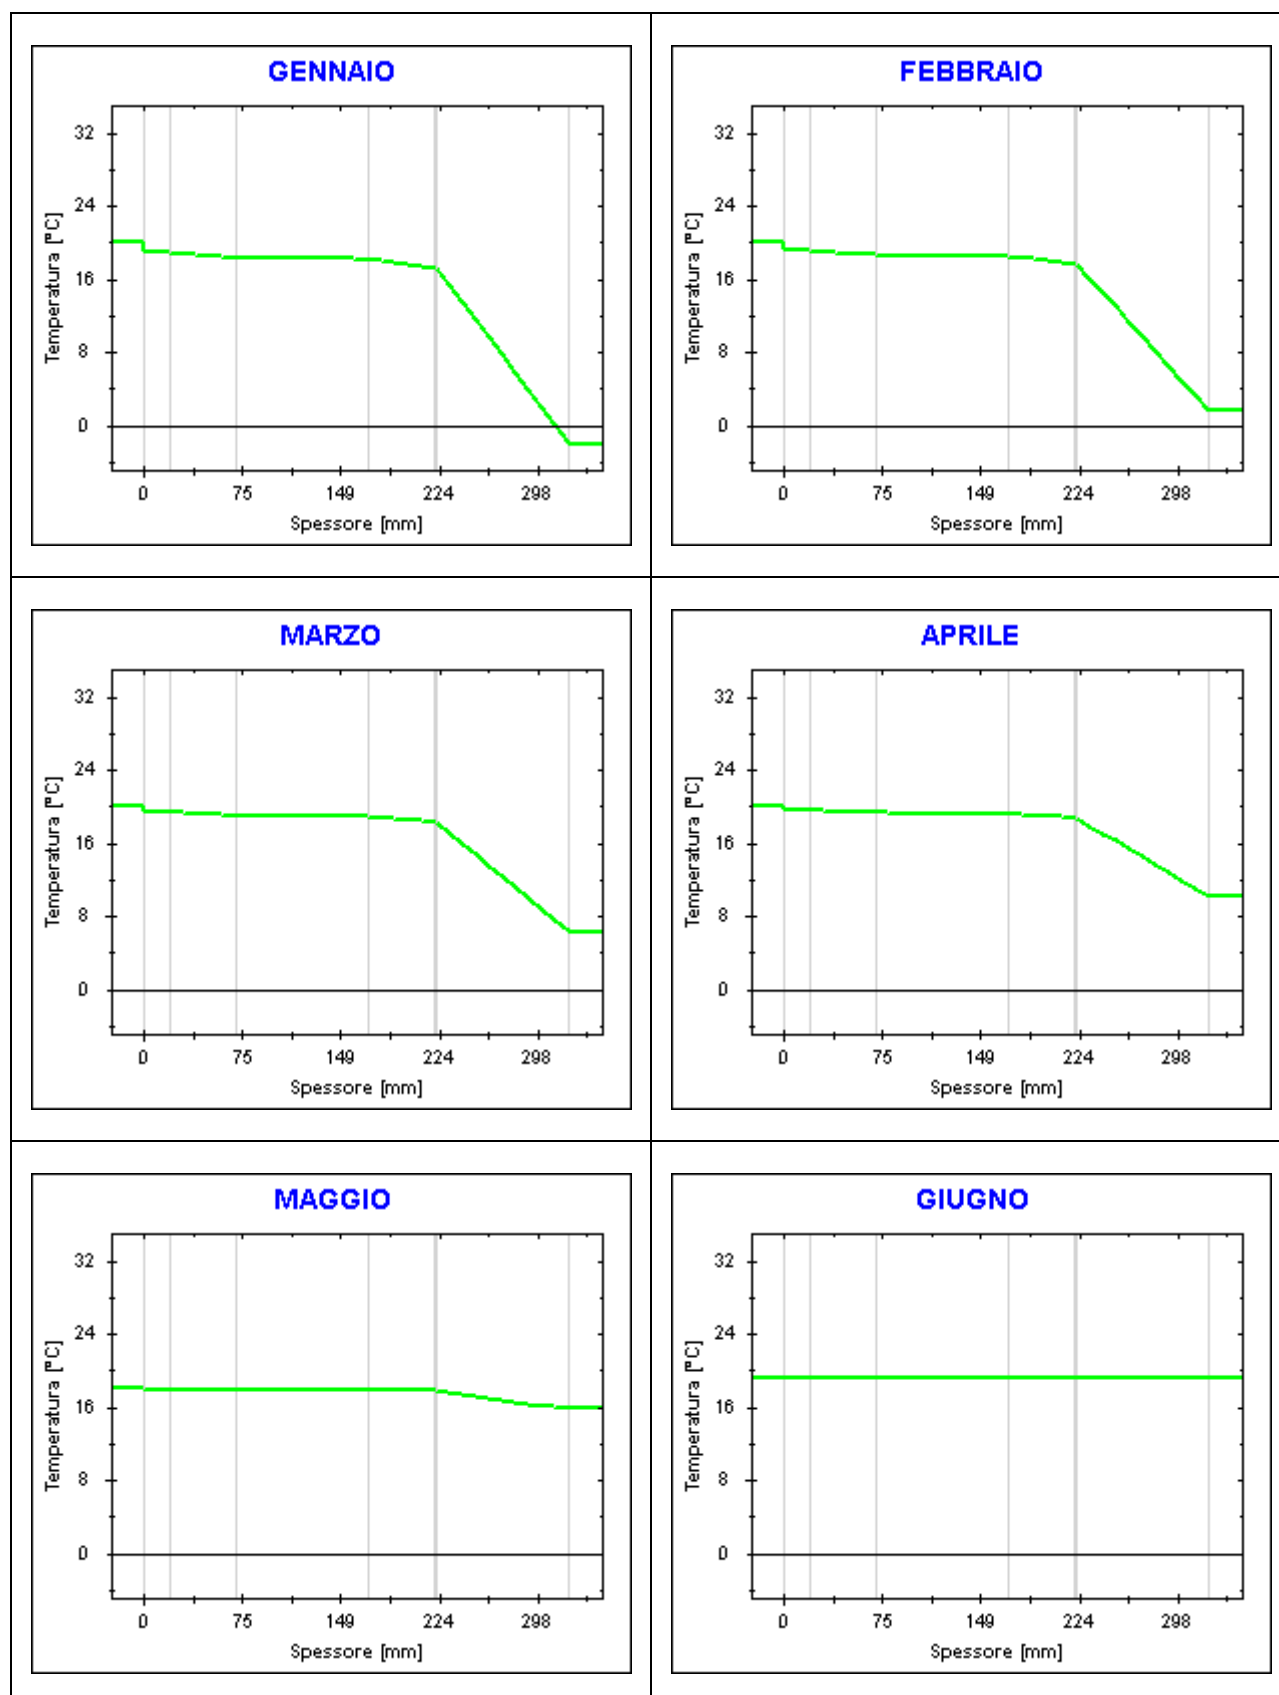 GENNAIO
32
24
16
8
0
Temperatura [°C]
0 75 149 224 298
Spessore [mm]
FEBBRAIO
32
24
16
8
0
Temperatura [°C]
0 75 149 224 298
Spessore [mm]
MARZO
32
24
16
8
0
Temperatura [°C]
0 75 149 224 298
Spessore [mm]
APRILE
32
24
16
8
0
Temperatura [°C]
0 75 149 224 298
Spessore [mm]
MAGGIO
32
24
16
8
0
Temperatura [°C]
0 75 149 224 298
Spessore [mm]
GIUGNO
32
24
16
8
0
Temperatura [°C]
0 75 149 224 298
Spessore [mm]